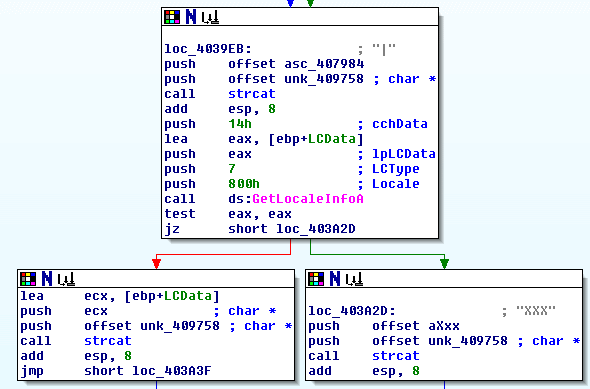 loc_4039EB: ; "|"
push offset asc_407984
push offset unk_409758 ; char *
call strcat
add esp, 8
push 14h ; cchData
lea eax, [ebp+LCData]
push eax ; lpLCData
push 7 ; LCType
push 800h ; Locale
call ds:GetLocaleInfoA
test eax, eax
jz short loc_403A2D
lea ecx, [ebp+LCData]
push ecx ; char *
push offset unk_409758 ; char *
call strcat
add esp, 8
jmp short loc_403A3F
loc_403A2D: ; "XXX"
push offset aXxx
push offset unk_409758 ; char *
call strcat
add esp, 8